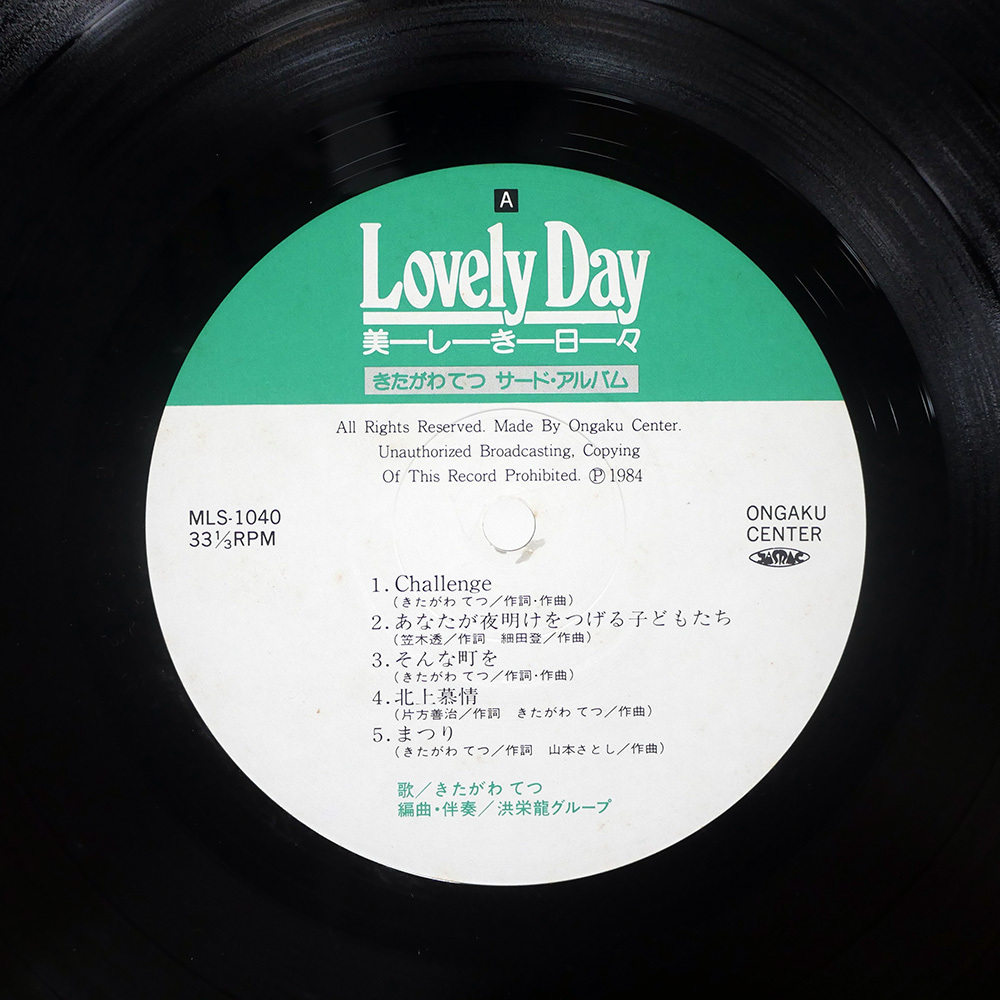 A
Lovely Day
美ーしーきー日ー々
きたがわてつ サード・アルバム
All Rights Reserved. Made By Ongaku Center.
Unauthorized Broadcasting, Copying
Of This Record Prohibited. Ⓟ1984
MLS-1040
33⅓RPM
ONGAKU
CENTER
JASRAC
1. Challenge
(きたがわ てつ/作詞・作曲)
2. あなたが夜明けをつげる子どもたち
(笠木透/作詞 細田登/作曲)
3. そんな町を
(きたがわ てつ/作詞・作曲)
4. 北上慕情
(片方善治/作詞 きたがわ てつ/作曲)
5. まつり
(きたがわ てつ/作詞 山本さとし/作曲)
歌/きたがわ てつ
編曲・伴奏/洪栄龍グループ